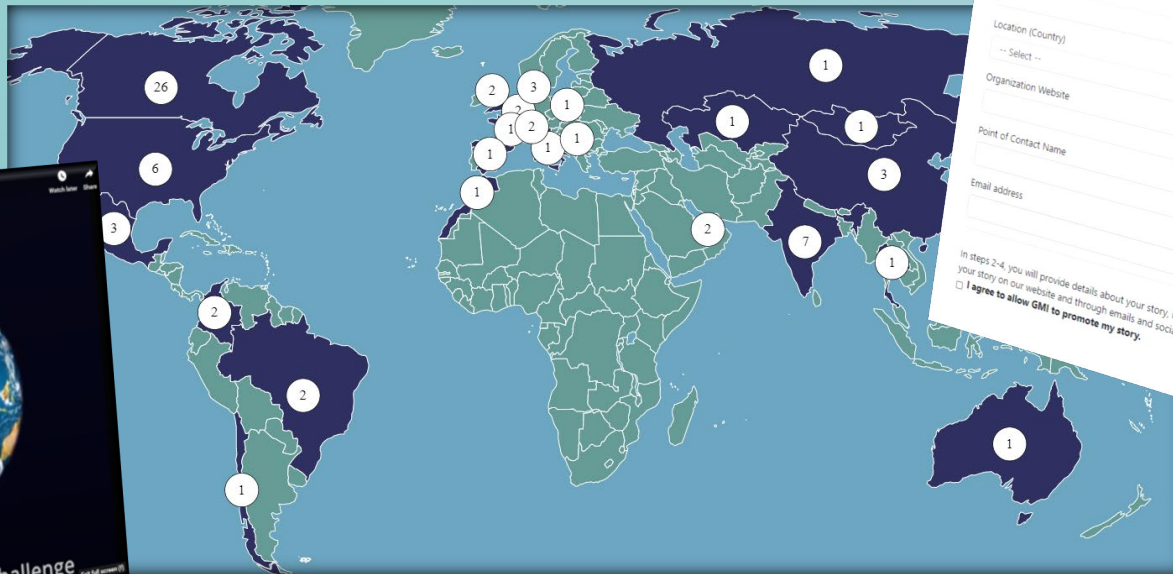 Location (Country)
-- Select --
Organization Website
Point of Contact Name
Email address
In steps 2-4, you will provide details about your story.
your story on our website and through emails and social
I agree to allow GMI to promote my story.
Watch later
Share
26
6
3
2
2
1
2
3
2
1
2
1
1
1
1
1
1
1
1
3
2
7
1
1